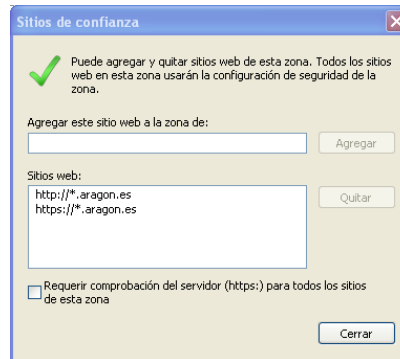 Sitios de confianza
Puede agregar y quitar sitios web de esta zona. Todos los sitios
web en esta zona usarán la configuración de seguridad de la
zona.
Agregar este sitio web a la zona de:
Agregar
Sitios web:
http://*.aragon.es
https://*.aragon.es
Quitar
Requerir comprobación del servidor (https:) para todos los sitios
de esta zona
Cerrar